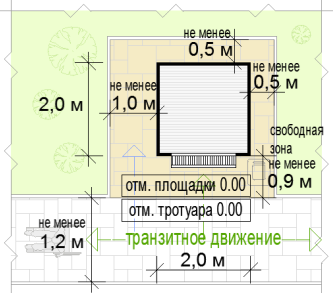 не менее
0,5 м
не менее
0,5 м
не менее
1,0 м
2,0 м
свободная
зона
не менее
0,9 м
отм. площадки 0.00
отм. тротуара 0.00
не менее
1,2 м
транзитное движение
2,0 м